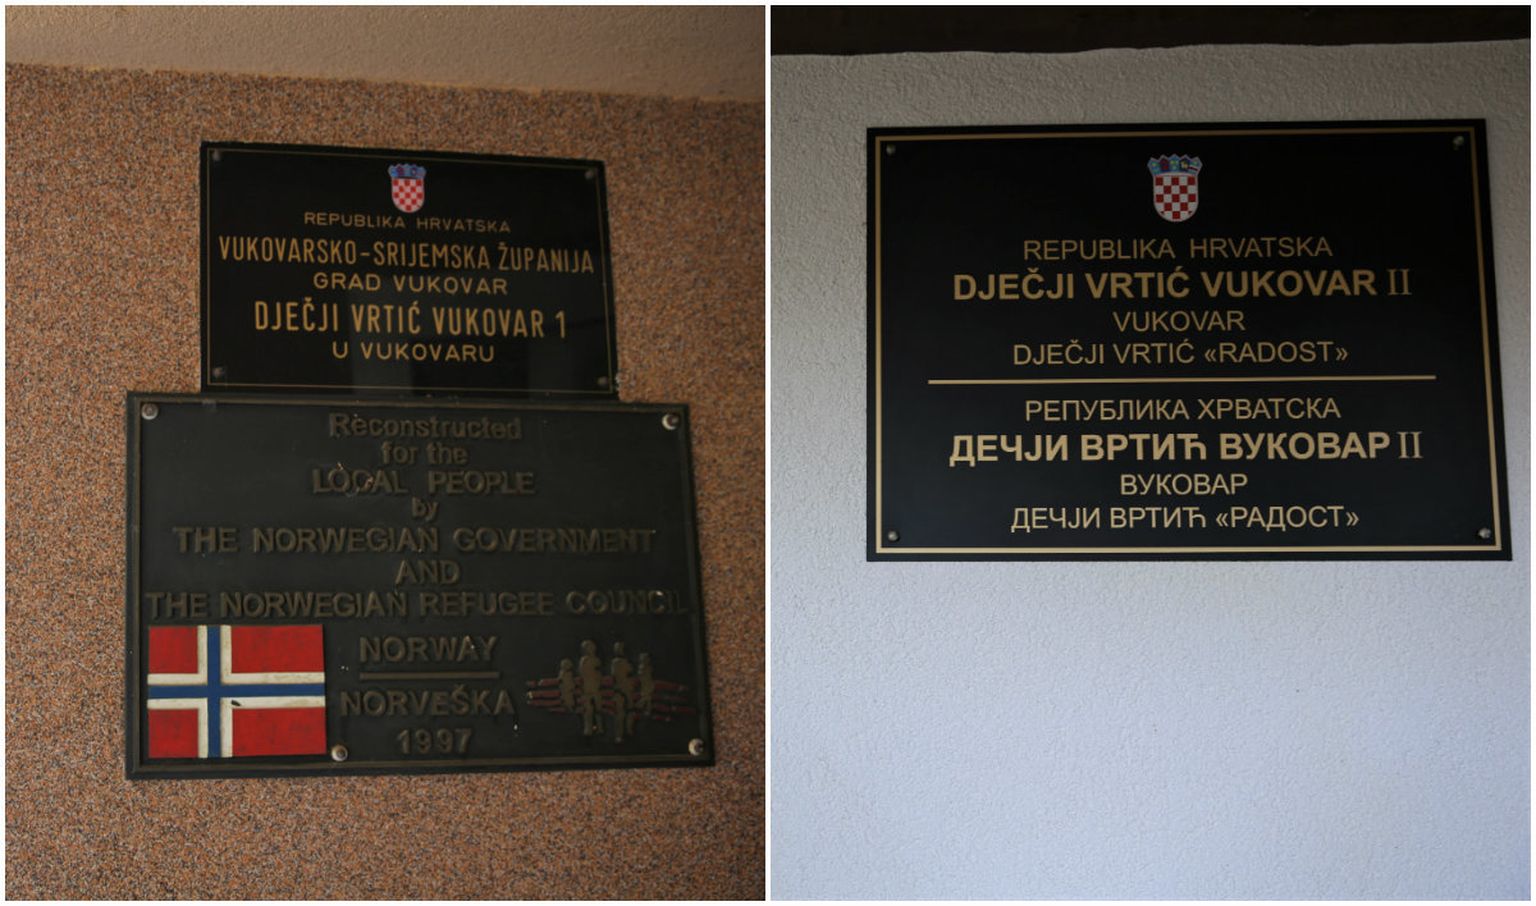 REPUBLIKA HRVATSKA
VUKOVARSKO-SRIJEMSKA ŽUPANIJA
GRAD VUKOVAR
DJEČJI VRTIĆ VUKOVAR 1
U VUKOVARU
Reconstructed
for the
LOCAL PEOPLE
by
THE NORWEGIAN GOVERNMENT
AND
THE NORWEGIAN REFUGEE COUNCIL
NORWAY
NORVEŠKA
1997
REPUBLIKA HRVATSKA
DJEČJI VRTIĆ VUKOVAR II
VUKOVAR
DJEČJI VRTIĆ «RADOST»
РЕПУБЛИКА ХРВАТСКА
ДЕЧЈИ ВРТИЋ ВУКОВАР II
ВУКОВАР
ДЕЧЈИ ВРТИЋ «РАДОСТ»